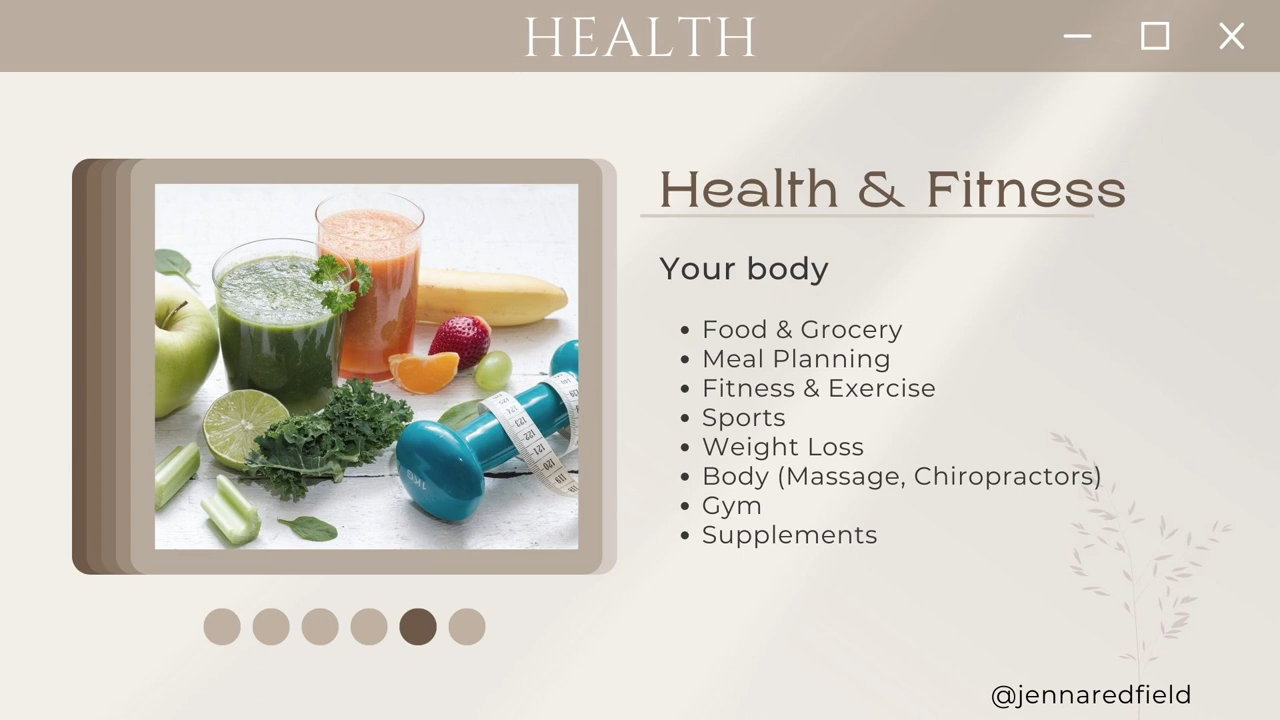 HEALTH
Health & Fitness
Your body
• Food & Grocery
• Meal Planning
• Fitness & Exercise
• Sports
• Weight Loss
• Body (Massage, Chiropractors)
• Gym
• Supplements
@jennaredfield